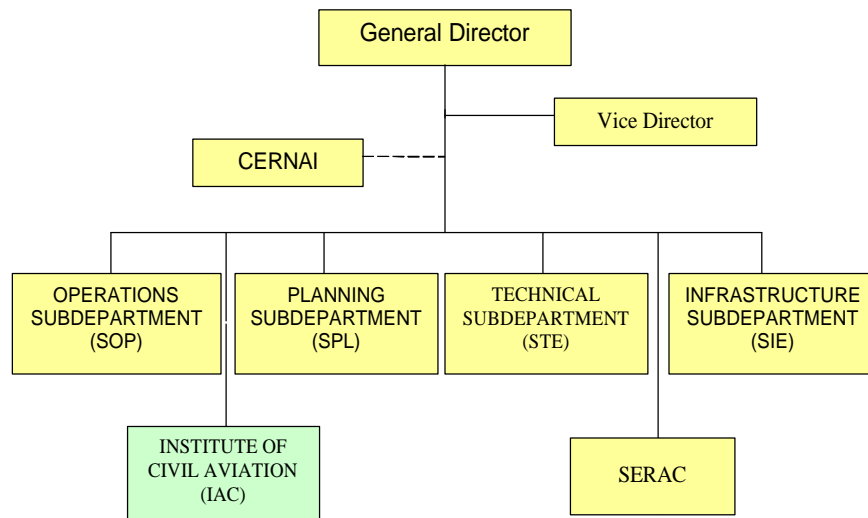 General Director
Vice Director
CERNAI
OPERATIONS
SUBDEPARTMENT
(SOP)
PLANNING
SUBDEPARTMENT
(SPL)
TECHNICAL
SUBDEPARTMENT
(STE)
INFRASTRUCTURE
SUBDEPARTMENT
(SIE)
INSTITUTE OF
CIVIL AVIATION
(IAC)
SERAC